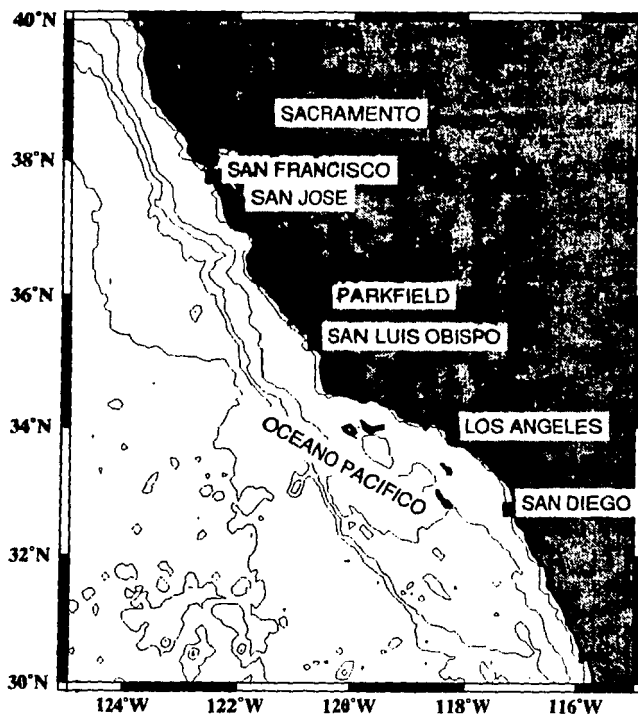 40°N
SACRAMENTO
38°N
SAN FRANCISCO
SAN JOSE
36°N
PARKFIELD
SAN LUIS OBISPO
34°N
LOS ANGELES
OCEANO PACIFICO
SAN DIEGO
32°N
30°N
124°W 122°W 120°W 118°W 116°W